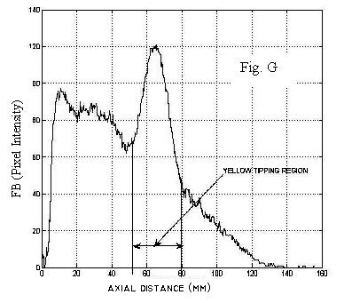 140
120
Fig. G
100
80
60
YELLOW TIPPING REGION
40
20
0
0 20 40 60 80 100 120 140 160
FB (Pixel Intensity)
AXIAL DISTANCE (MM)